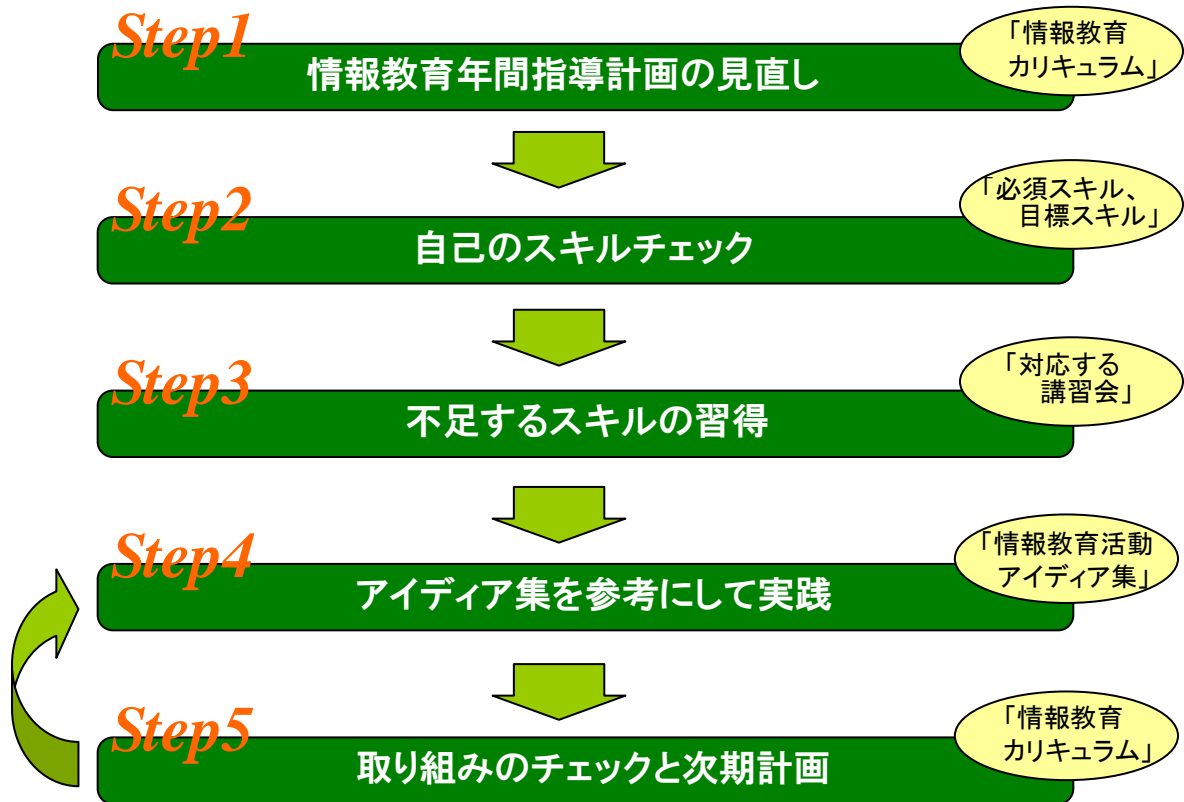 Step1
「情報教育
カリキュラム」
情報教育年間指導計画の見直し
Step2
「必須スキル、
目標スキル」
自己のスキルチェック
Step3
「対応する
講習会」
不足するスキルの習得
Step4
「情報教育活動
アイディア集」
アイディア集を参考にして実践
Step5
「情報教育
カリキュラム」
取り組みのチェックと次期計画